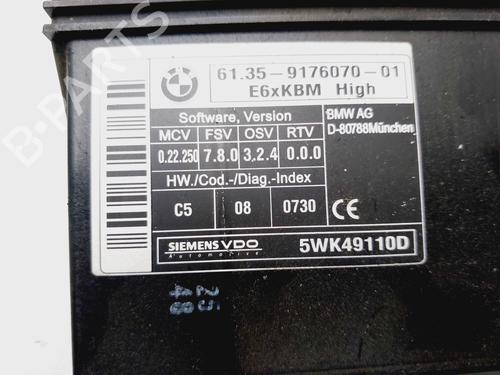 B-PARTS
BMW
61.35-9176070-01
E6xKBM High
Software, Version
MCV FSV OSV RTV
0.22.250 7.8.0 3.2.4 0.0.0
BMW AG
D-80788München
HW./Cod.-/Diag.-Index
C5 08 0730
CE
SIEMENS VDO
Automotive
5WK49110D